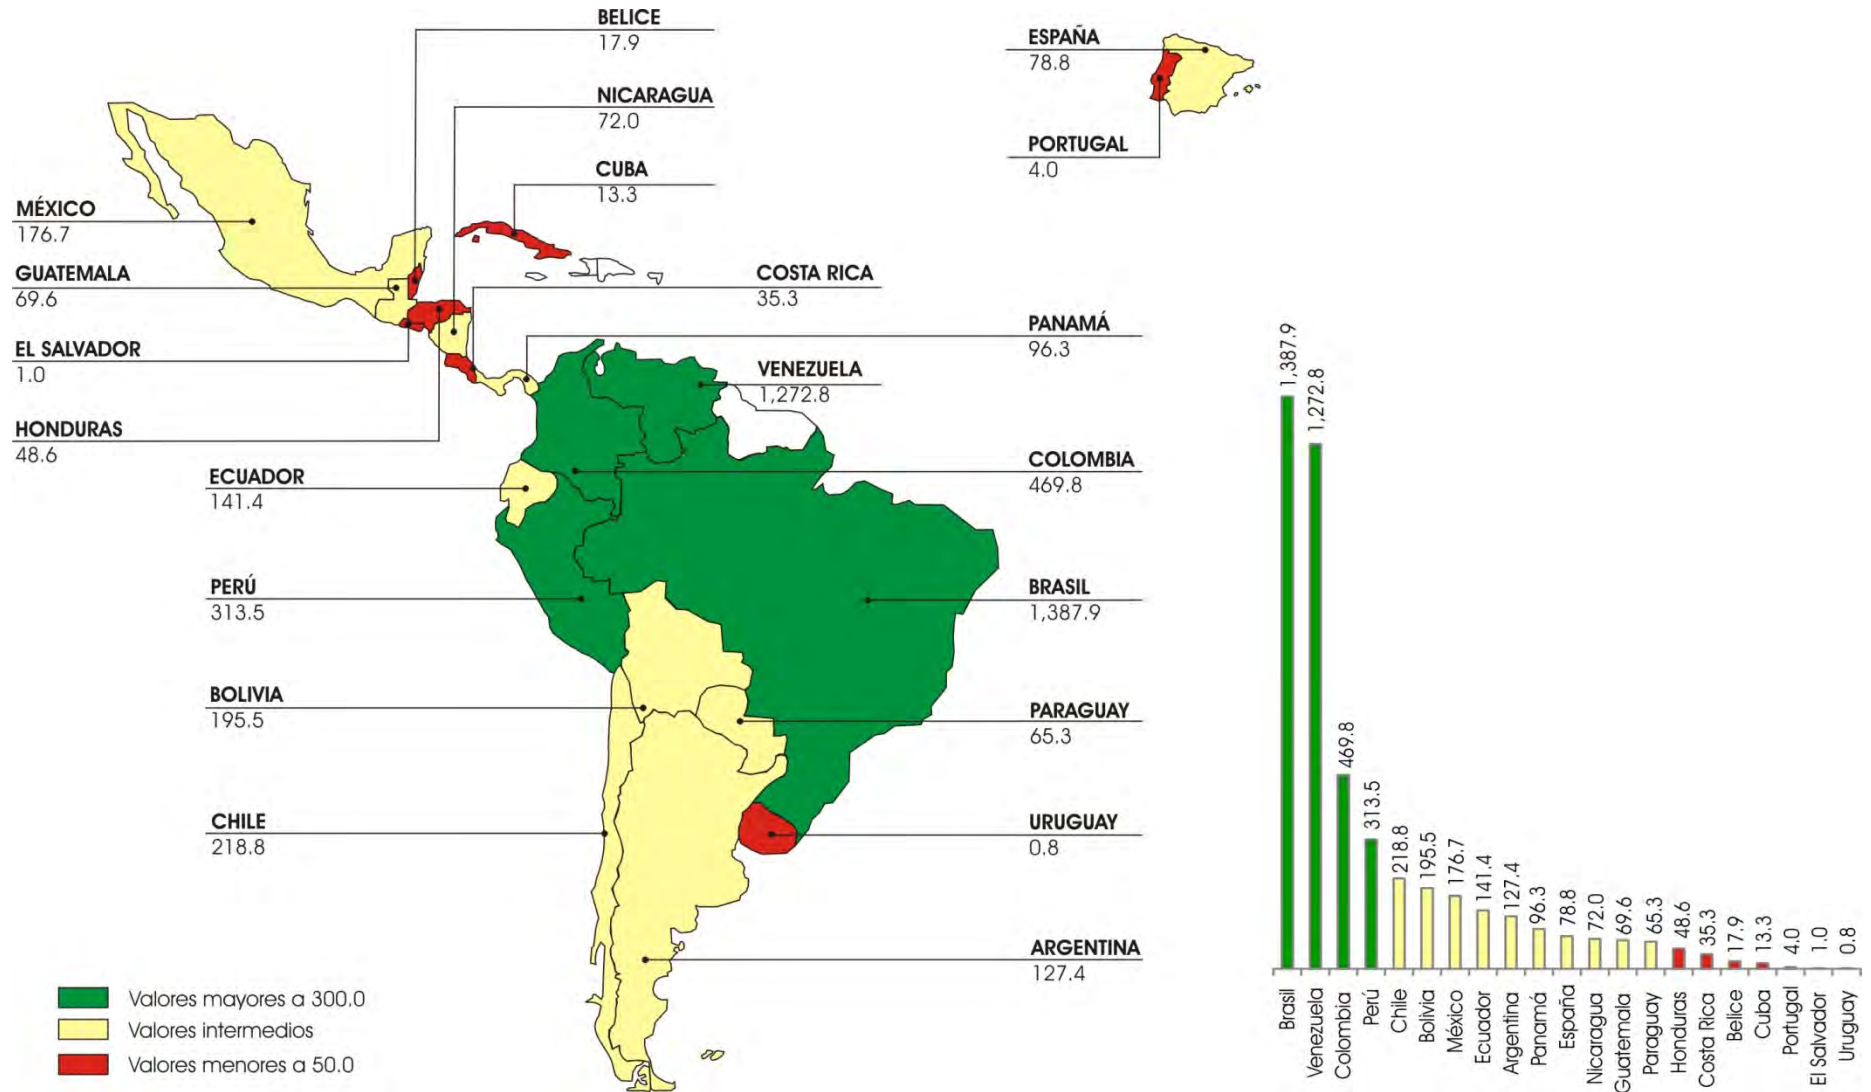 BELICE
17.9
NICARAGUA
72.0
CUBA
13.3
ESPAÑA
78.8
PORTUGAL
4.0
MÉXICO
176.7
GUATEMALA
69.6
EL SALVADOR
1.0
HONDURAS
48.6
COSTA RICA
35.3
PANAMÁ
96.3
VENEZUELA
1,272.8
COLOMBIA
469.8
ECUADOR
141.4
PERÚ
313.5
BRASIL
1,387.9
BOLIVIA
195.5
PARAGUAY
65.3
CHILE
218.8
URUGUAY
0.8
ARGENTINA
127.4
Valores mayores a 300.0
Valores intermedios
Valores menores a 50.0
1,387.9
1,272.8
469.8
313.5
218.8
195.5
176.7
141.4
127.4
96.3
78.8
72.0
69.6
65.3
48.6
35.3
17.9
13.3
4.0
1.0
0.8
Brasil
Venezuela
Colombia
Perú
Chile
Bolivia
México
Ecuador
Argentina
Panamá
España
Nicaragua
Guatemala
Paraguay
Honduras
Costa Rica
Belice
Cuba
Portugal
El Salvador
Uruguay